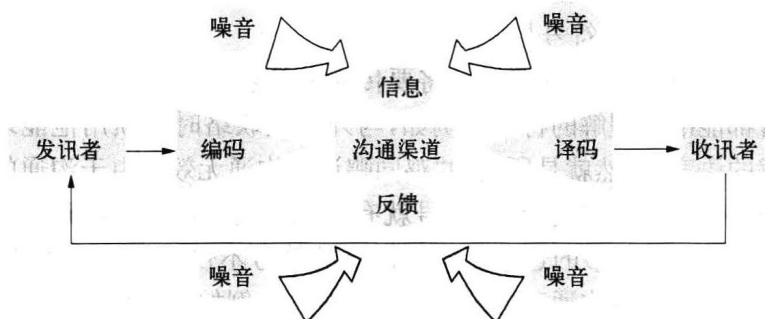 噪音 噪音
信息
发讯者 编码 沟通渠道 译码 收讯者
反馈
噪音 噪音